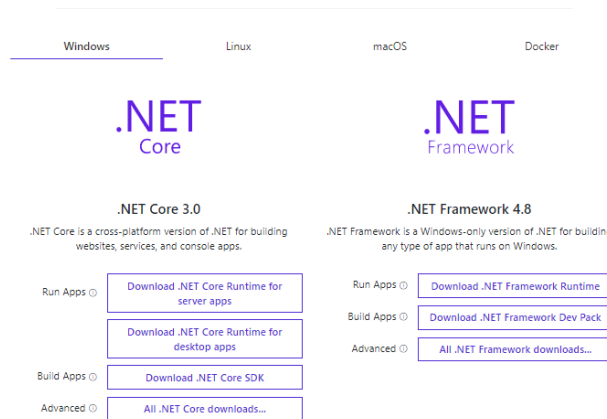 Windows
Linux
macOS
Docker
.NET
Core
.NET
Framework
.NET Core 3.0
.NET Core is a cross-platform version of .NET for building
websites, services, and console apps.
Run Apps
Download .NET Core Runtime for
server apps
Download .NET Core Runtime for
desktop apps
Build Apps
Download .NET Core SDK
Advanced
All .NET Core downloads...
.NET Framework 4.8
.NET Framework is a Windows-only version of .NET for buildin
any type of app that runs on Windows.
Run Apps
Download .NET Framework Runtime
Build Apps
Download .NET Framework Dev Pack
Advanced
All .NET Framework downloads...